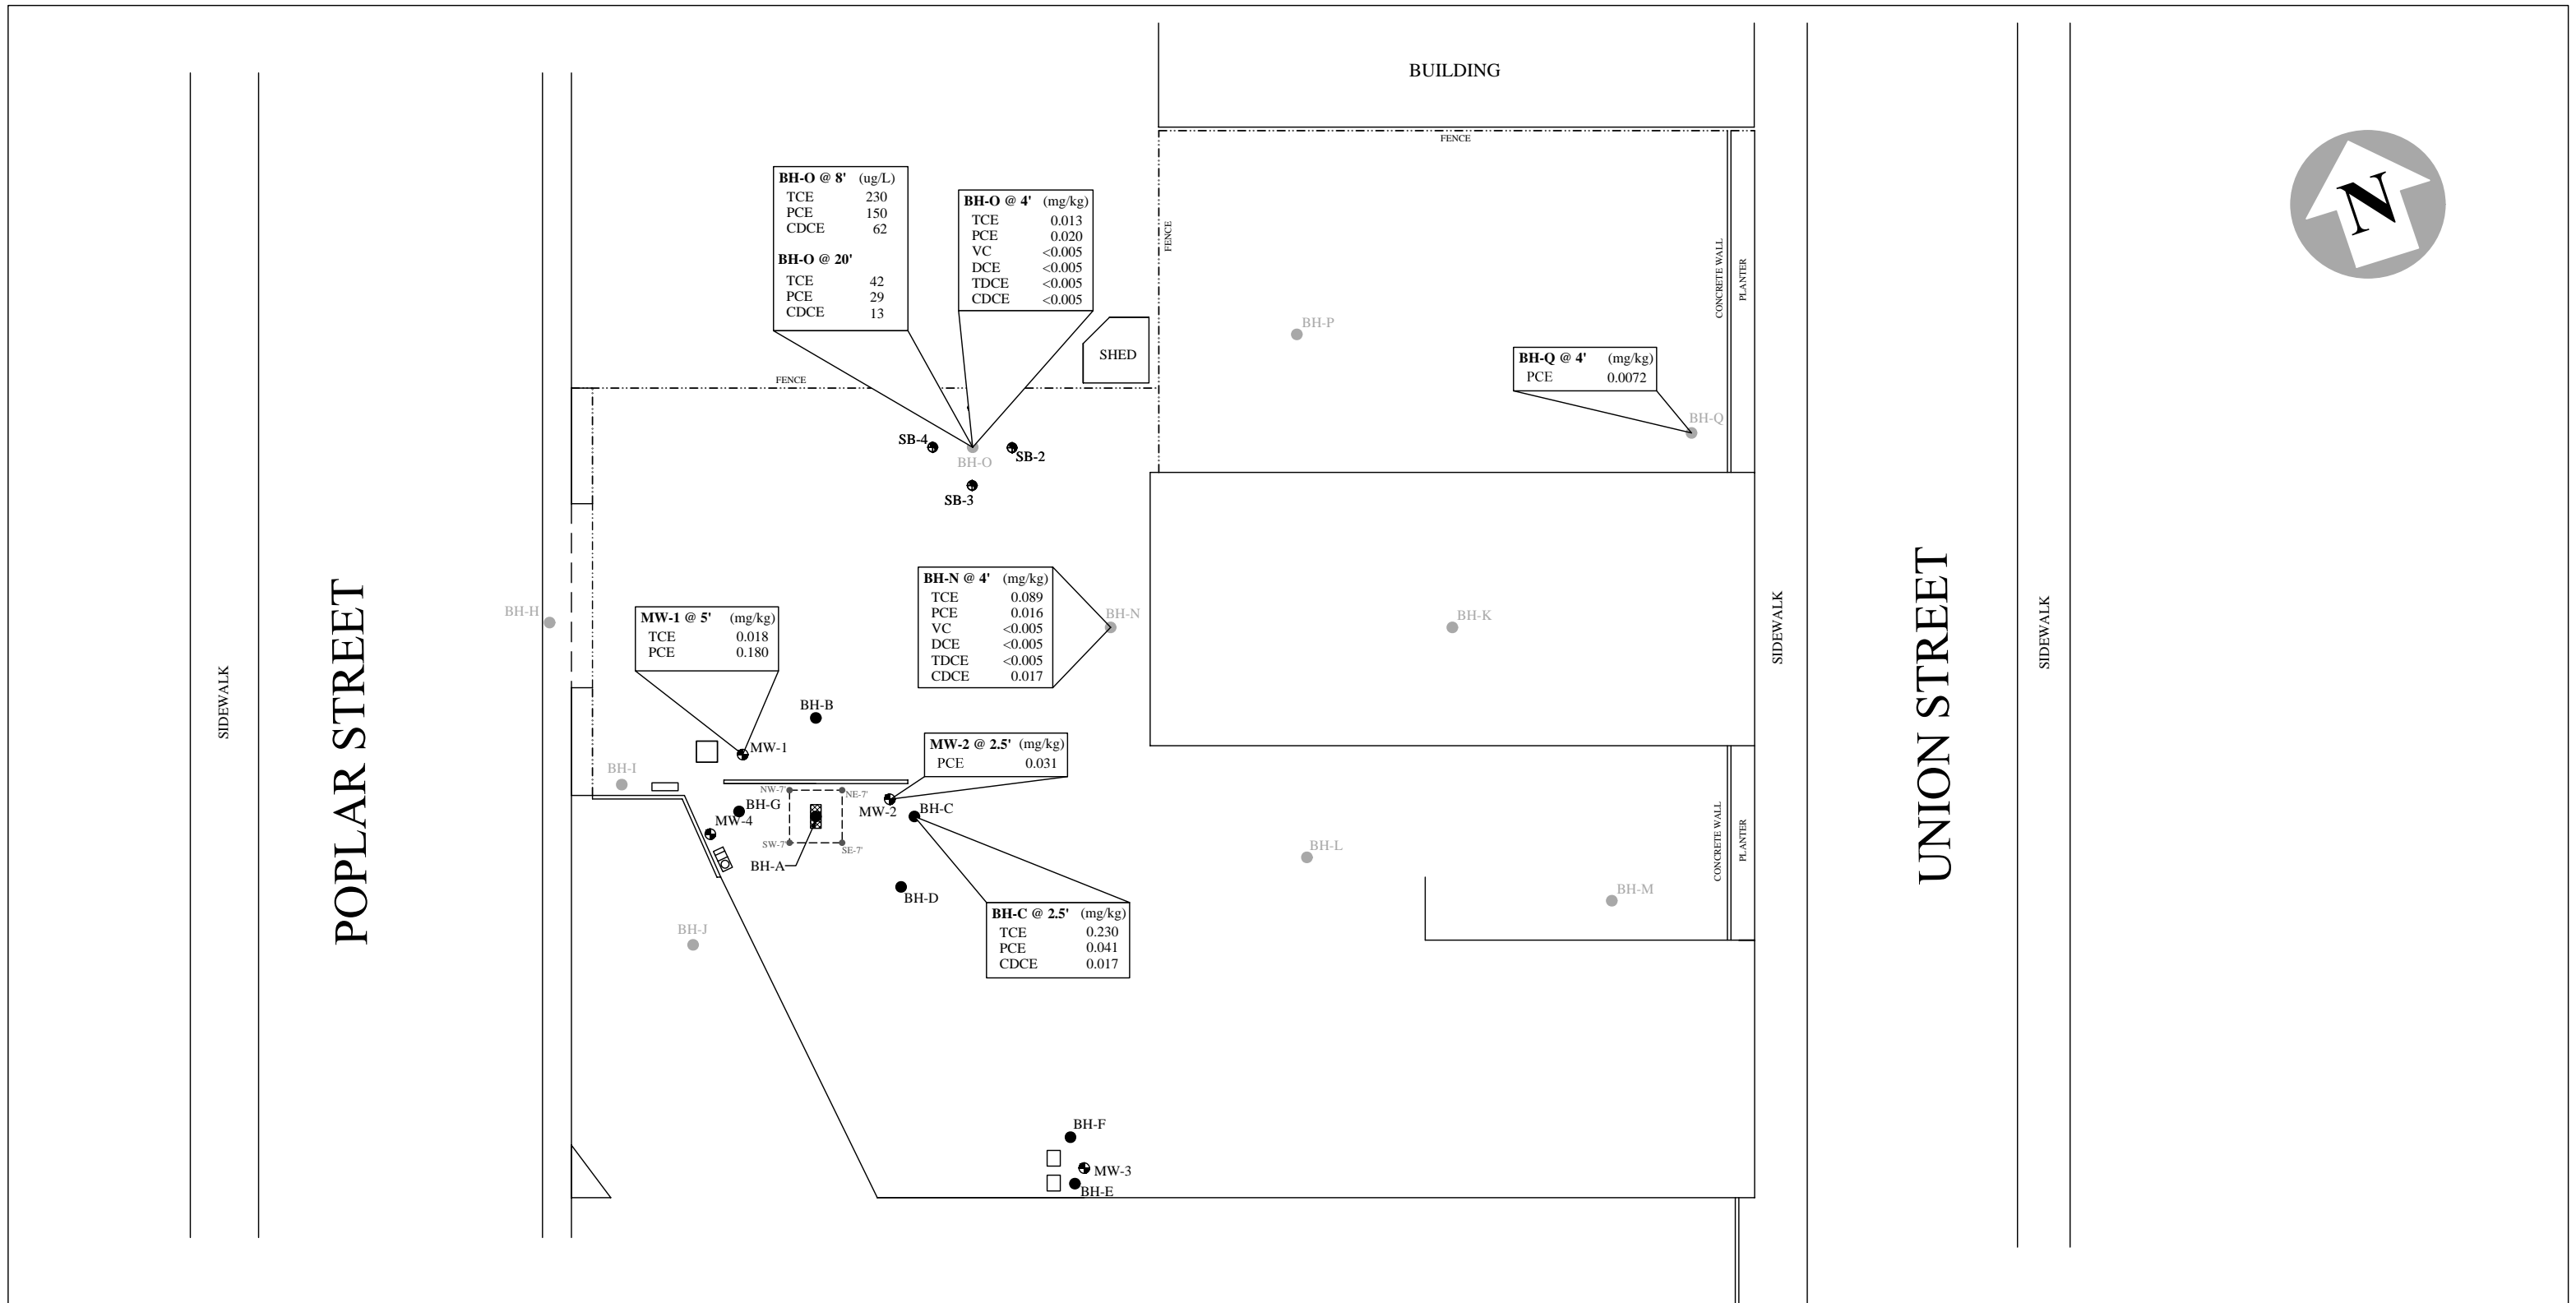 BUILDING
FENCE
BH-O @ 8' (ug/L)
TCE 230
PCE 150
CDCE 62
BH-O @ 20'
TCE 42
PCE 29
CDCE 13
BH-O @ 4' (mg/kg)
TCE 0.013
PCE 0.020
VC <0.005
DCE <0.005
TDCE <0.005
CDCE <0.005
FENCE
CONCRETE WALL
PLANTER
N
BH-P
SHED
BH-Q @ 4' (mg/kg)
PCE 0.0072
FENCE
BH-Q
SB-4
BH-O
SB-2
SB-3
BH-N @ 4' (mg/kg)
TCE 0.089
PCE 0.016
VC <0.005
DCE <0.005
TDCE <0.005
CDCE 0.017
BH-H
MW-1 @ 5' (mg/kg)
TCE 0.018
PCE 0.180
BH-N
BH-K
SIDEWALK
POPLAR STREET
SIDEWALK
UNION STREET
SIDEWALK
BH-B
MW-1
MW-2 @ 2.5' (mg/kg)
PCE 0.031
BH-I
NW-7'
NE-7'
BH-G
MW-2
BH-C
MW-4
SW-7'
SE-7'
BH-A
BH-L
CONCRETE WALL
PLANTER
BH-D
BH-M
BH-C @ 2.5' (mg/kg)
TCE 0.230
PCE 0.041
CDCE 0.017
BH-J
BH-F
MW-3
BH-E